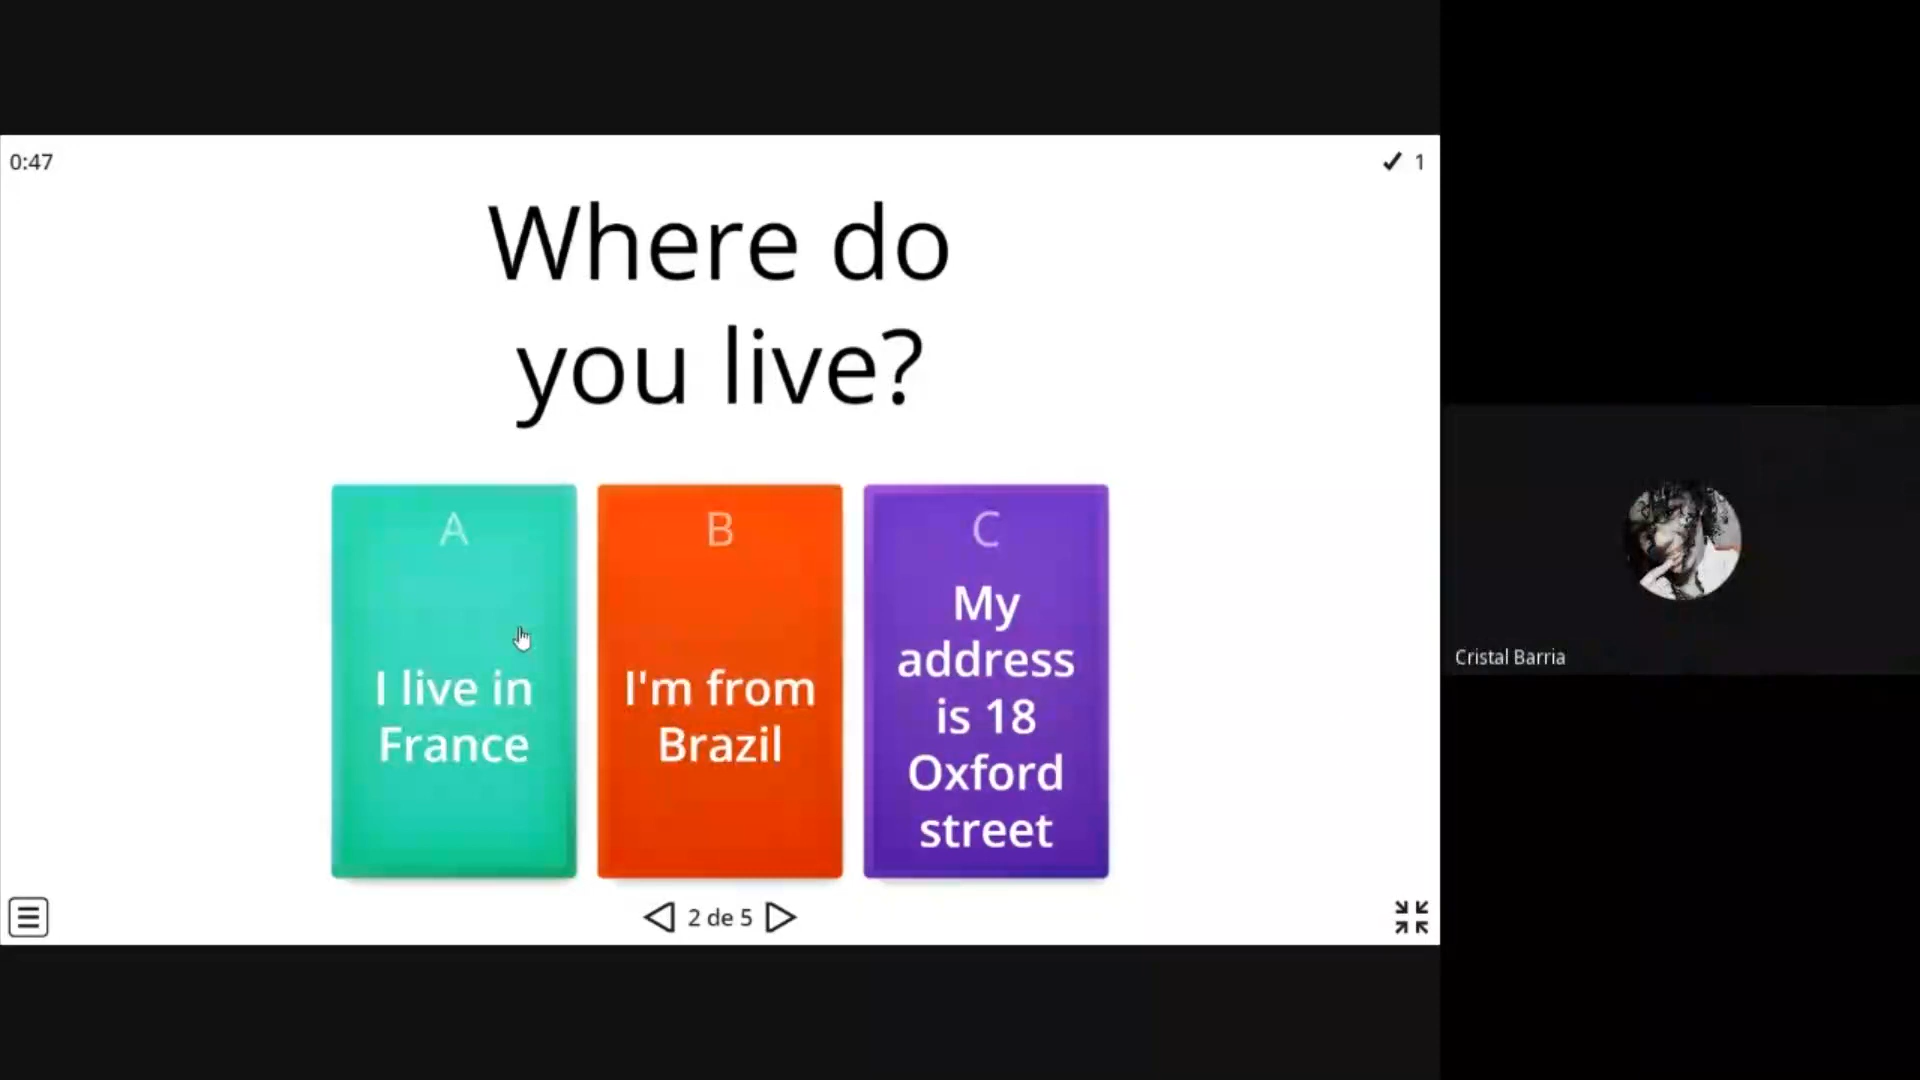 0:47
✓ 1
Where do
you live?
A
I live in
France
B
I'm from
Brazil
C
My
address
is 18
Oxford
street
2 de 5
Cristal Barria